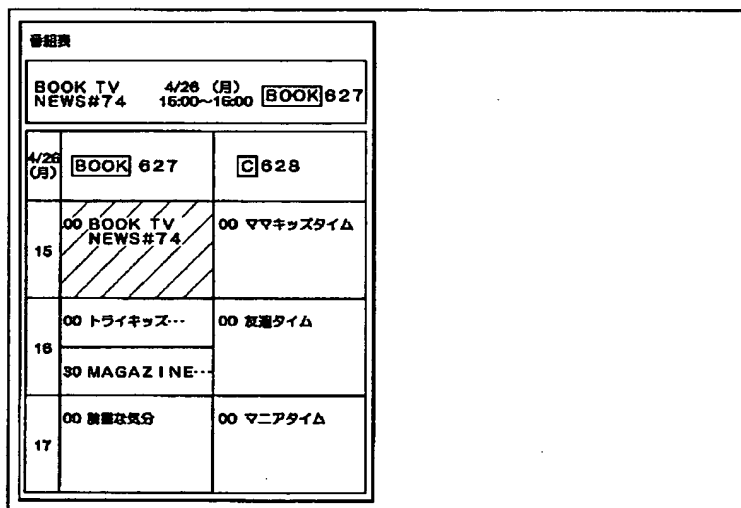 番組表
BOOK TV 4/26 (月)
NEWS#74 15:00~16:00 BOOK 627
4/26 BOOK 627 C 628
(月)
00 BOOK TV 00 ママキッズタイム
NEWS#74
15
00 トライキッズ… 00 友達タイム
16
30 MAGAZINE…
00 な気分 00 マニアタイム
17